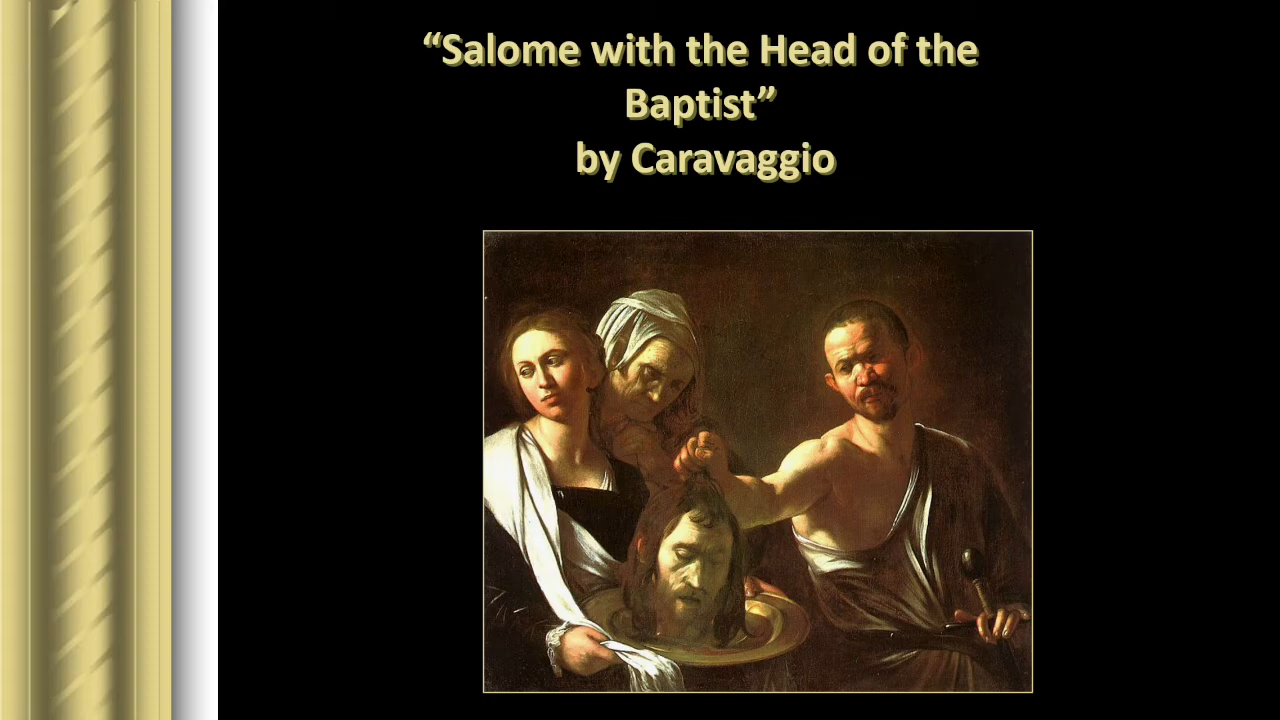 “Salome with the Head of the
Baptist”
by Caravaggio